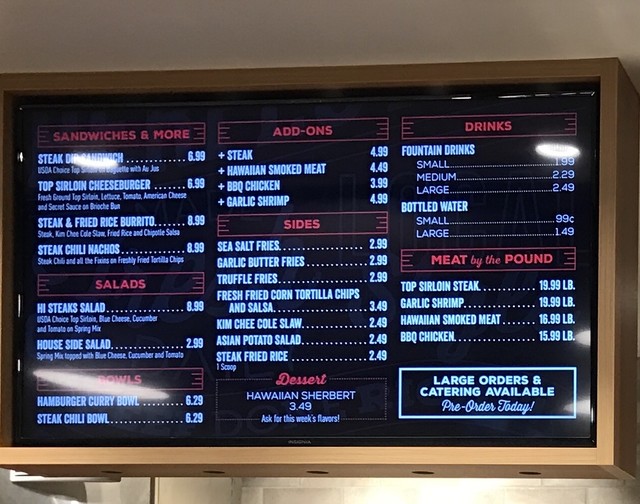 SANDWICHES & MORE
STEAK DIP SANDWICH 6.99
USDA Choice Top Sirloin on Baguette with Au Jus
TOP SIRLOIN CHEESEBURGER 6.99
Fresh Ground Top Sirloin, Lettuce, Tomato, American Cheese
and Secret Sauce on Brioche Bun
STEAK & FRIED RICE BURRITO 8.99
Steak, Kim Chee Cole Slaw, Fried Rice and Chipotle Salsa
STEAK CHILI NACHOS 8.99
Steak Chili and all the Fixins on Freshly Fried Tortilla Chips
SALADS
HI STEAKS SALAD 8.99
USDA Choice Top Sirloin, Blue Cheese, Cucumber
and Tomato on Spring Mix
HOUSE SIDE SALAD 2.99
Spring Mix topped with Blue Cheese, Cucumber and Tomato
BOWLS
HAMBURGER CURRY BOWL 6.29
STEAK CHILI BOWL 6.29
ADD-ONS
+ STEAK 4.99
+ HAWAIIAN SMOKED MEAT 4.49
+ BBQ CHICKEN 3.99
+ GARLIC SHRIMP 4.99
SIDES
SEA SALT FRIES 2.99
GARLIC BUTTER FRIES 2.99
TRUFFLE FRIES 2.99
FRESH FRIED CORN TORTILLA CHIPS
AND SALSA 3.49
KIM CHEE COLE SLAW 2.49
ASIAN POTATO SALAD 2.49
STEAK FRIED RICE 2.49
1 Scoop
Dessert
HAWAIIAN SHERBERT
3.49
Ask for this week's flavors!
DRINKS
FOUNTAIN DRINKS
SMALL 1.99
MEDIUM 2.29
LARGE 2.49
BOTTLED WATER
SMALL 99¢
LARGE 1.49
MEAT by the POUND
TOP SIRLOIN STEAK 19.99 LB.
GARLIC SHRIMP 19.99 LB.
HAWAIIAN SMOKED MEAT 16.99 LB.
BBQ CHICKEN 15.99 LB.
LARGE ORDERS &
CATERING AVAILABLE
Pre-Order Today!
INSIGNIA